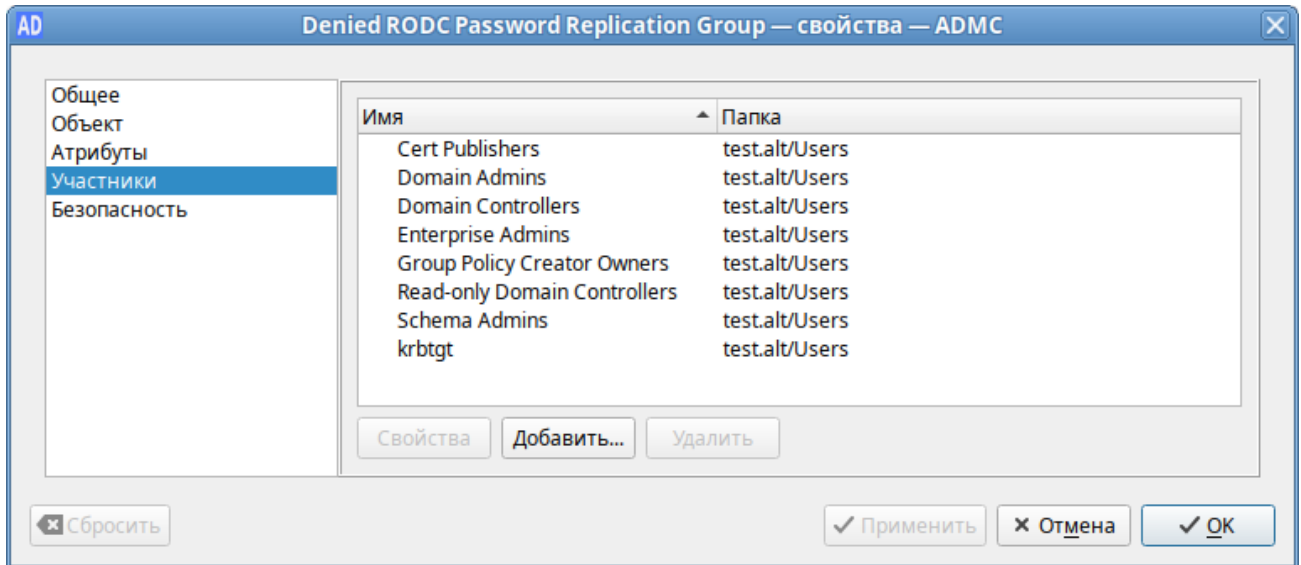 AD Denied RODC Password Replication Group — свойства — ADMC
Общее
Объект
Атрибуты
Участники
Безопасность
Имя Папка
Cert Publishers test.alt/Users
Domain Admins test.alt/Users
Domain Controllers test.alt/Users
Enterprise Admins test.alt/Users
Group Policy Creator Owners test.alt/Users
Read-only Domain Controllers test.alt/Users
Schema Admins test.alt/Users
krbtgt test.alt/Users
Свойства Добавить... Удалить
Сбросить Применить Отмена OK